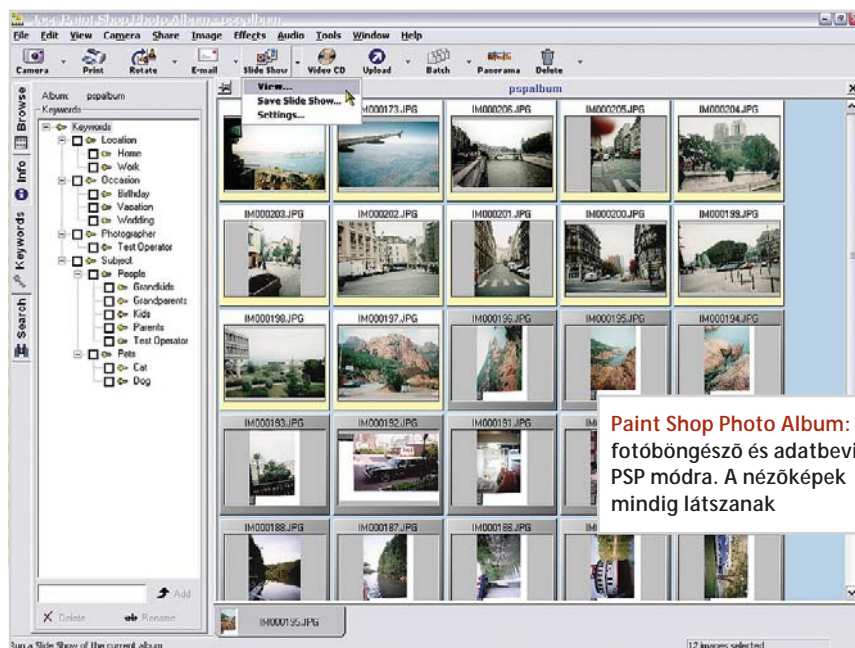 Jasc Paint Shop Photo Album - pspalbum
File Edit View Camera Share Image Effects Audio Tools Window Help
Camera Print Rotate E-mail Slide Show Video CD Upload Batch Panorama Delete
View...
Save Slide Show...
Settings...
Browse
Info
Keywords
Search
Album: pspalbum
Keywords
Keywords
Location
Home
Work
Occasion
Birthday
Vacation
Wedding
Photographer
Test Operator
Subject
People
Grandkids
Grandparents
Kids
Parents
Test Operator
Pets
Cat
Dog
Add
Delete Rename
pspalbum
IM000173.JPG IM000206.JPG IM000205.JPG IM000204.JPG
IM000203.JPG IM000202.JPG IM000201.JPG IM000200.JPG IM000199.JPG
IM000198.JPG IM000197.JPG IM000196.JPG IM000195.JPG IM000194.JPG
IM000193.JPG IM000192.JPG IM000191.JPG
IM000188.JPG IM000187.JPG IM000186.JPG
Paint Shop Photo Album:
fotóböngészõ és adatbevi
PSP módra. A nézõképek
mindig látszanak
IM000195.JPG
Run a Slide Show of the current album
12 images selected